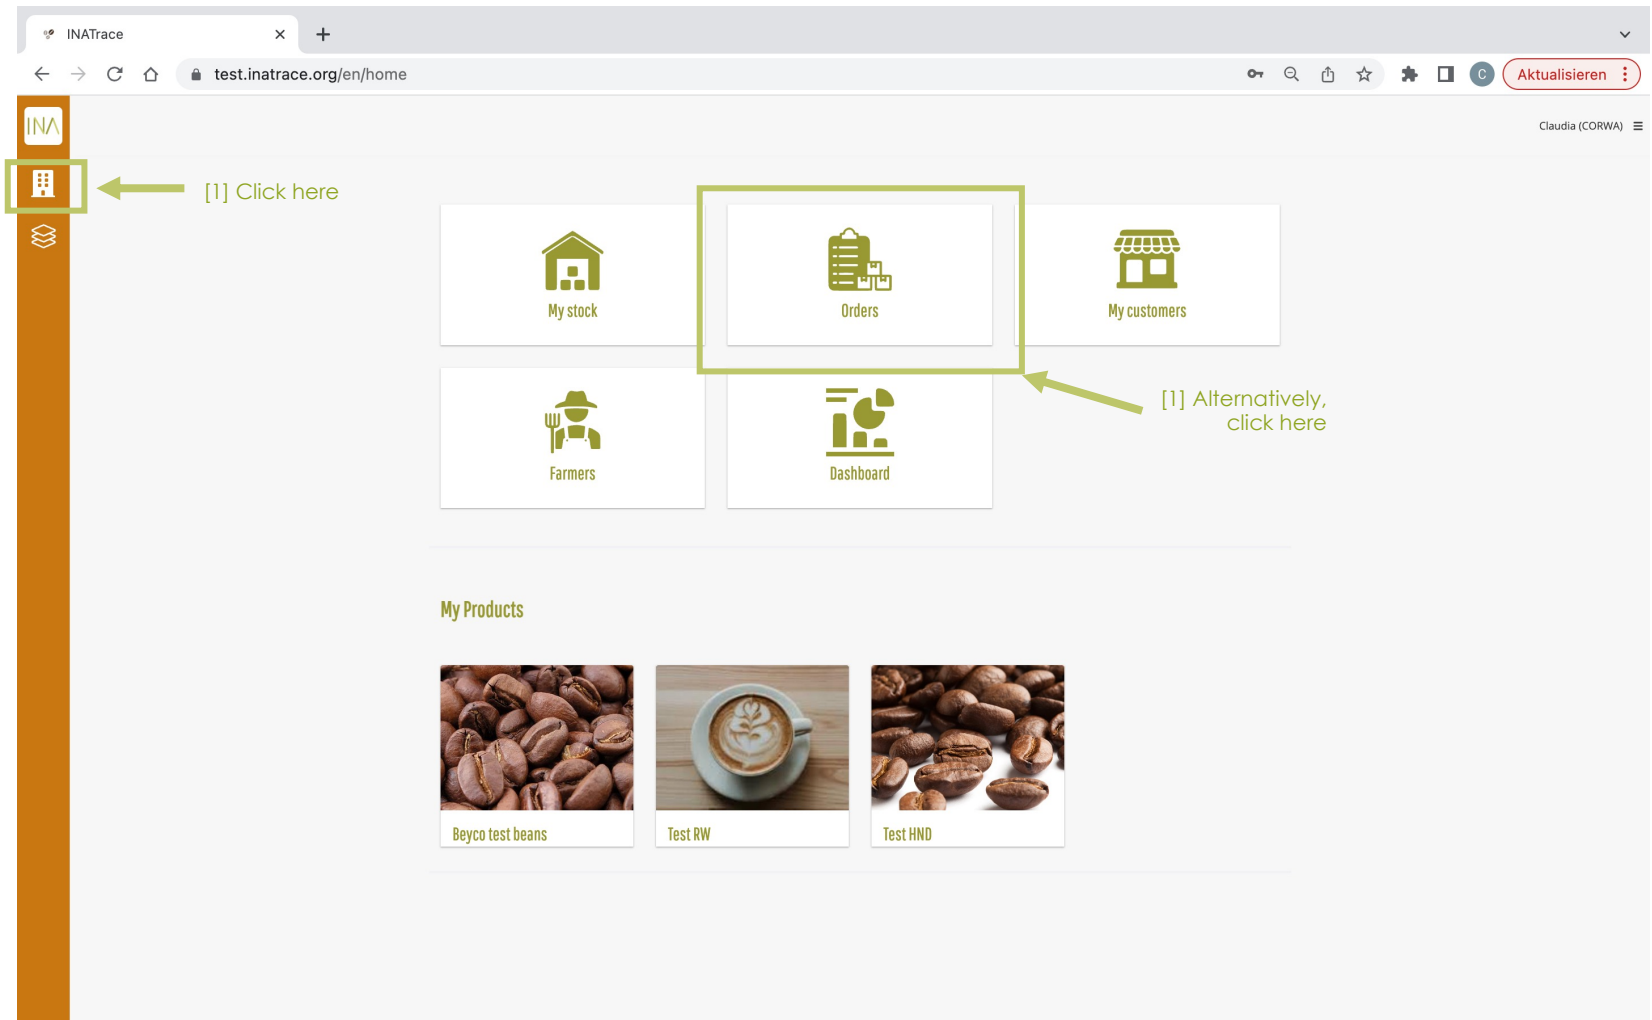 INATrace
test.inatrace.org/en/home
C
Aktualisieren
INA
Claudia (CORWA)
[1] Click here
My stock
Orders
My customers
[1] Alternatively,
click here
Farmers
Dashboard
My Products
Beyco test beans
Test RW
Test HND